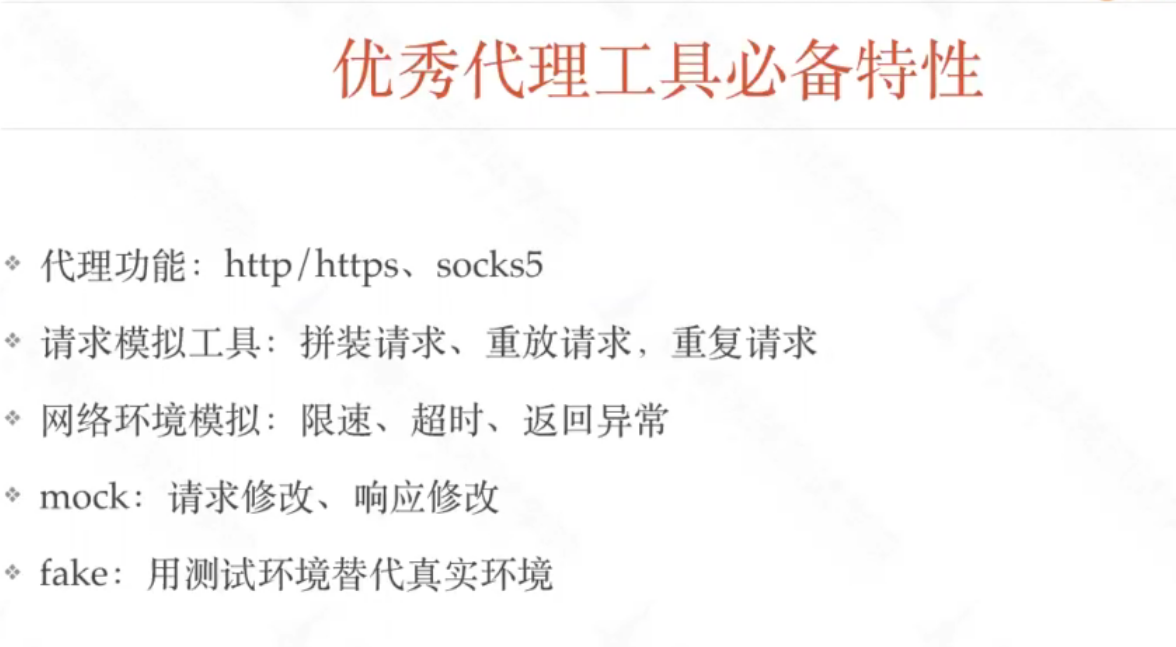 优秀代理工具必备特性
代理功能：http/https、socks5
请求模拟工具：拼装请求、重放请求，重复请求
网络环境模拟：限速、超时、返回异常
mock：请求修改、响应修改
fake：用测试环境替代真实环境